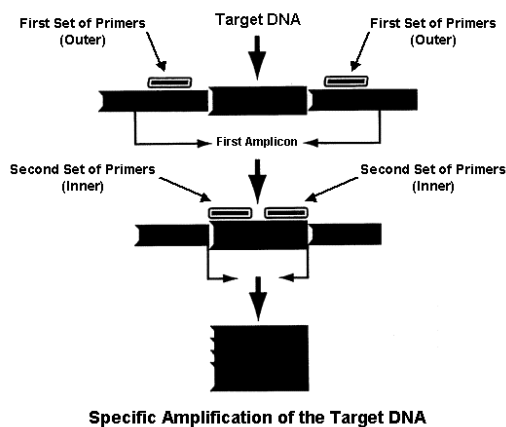 First Set of Primers
(Outer)
Target DNA
First Set of Primers
(Outer)
First Amplicon
Second Set of Primers
(Inner)
Second Set of Primers
(Inner)
Specific Amplification of the Target DNA